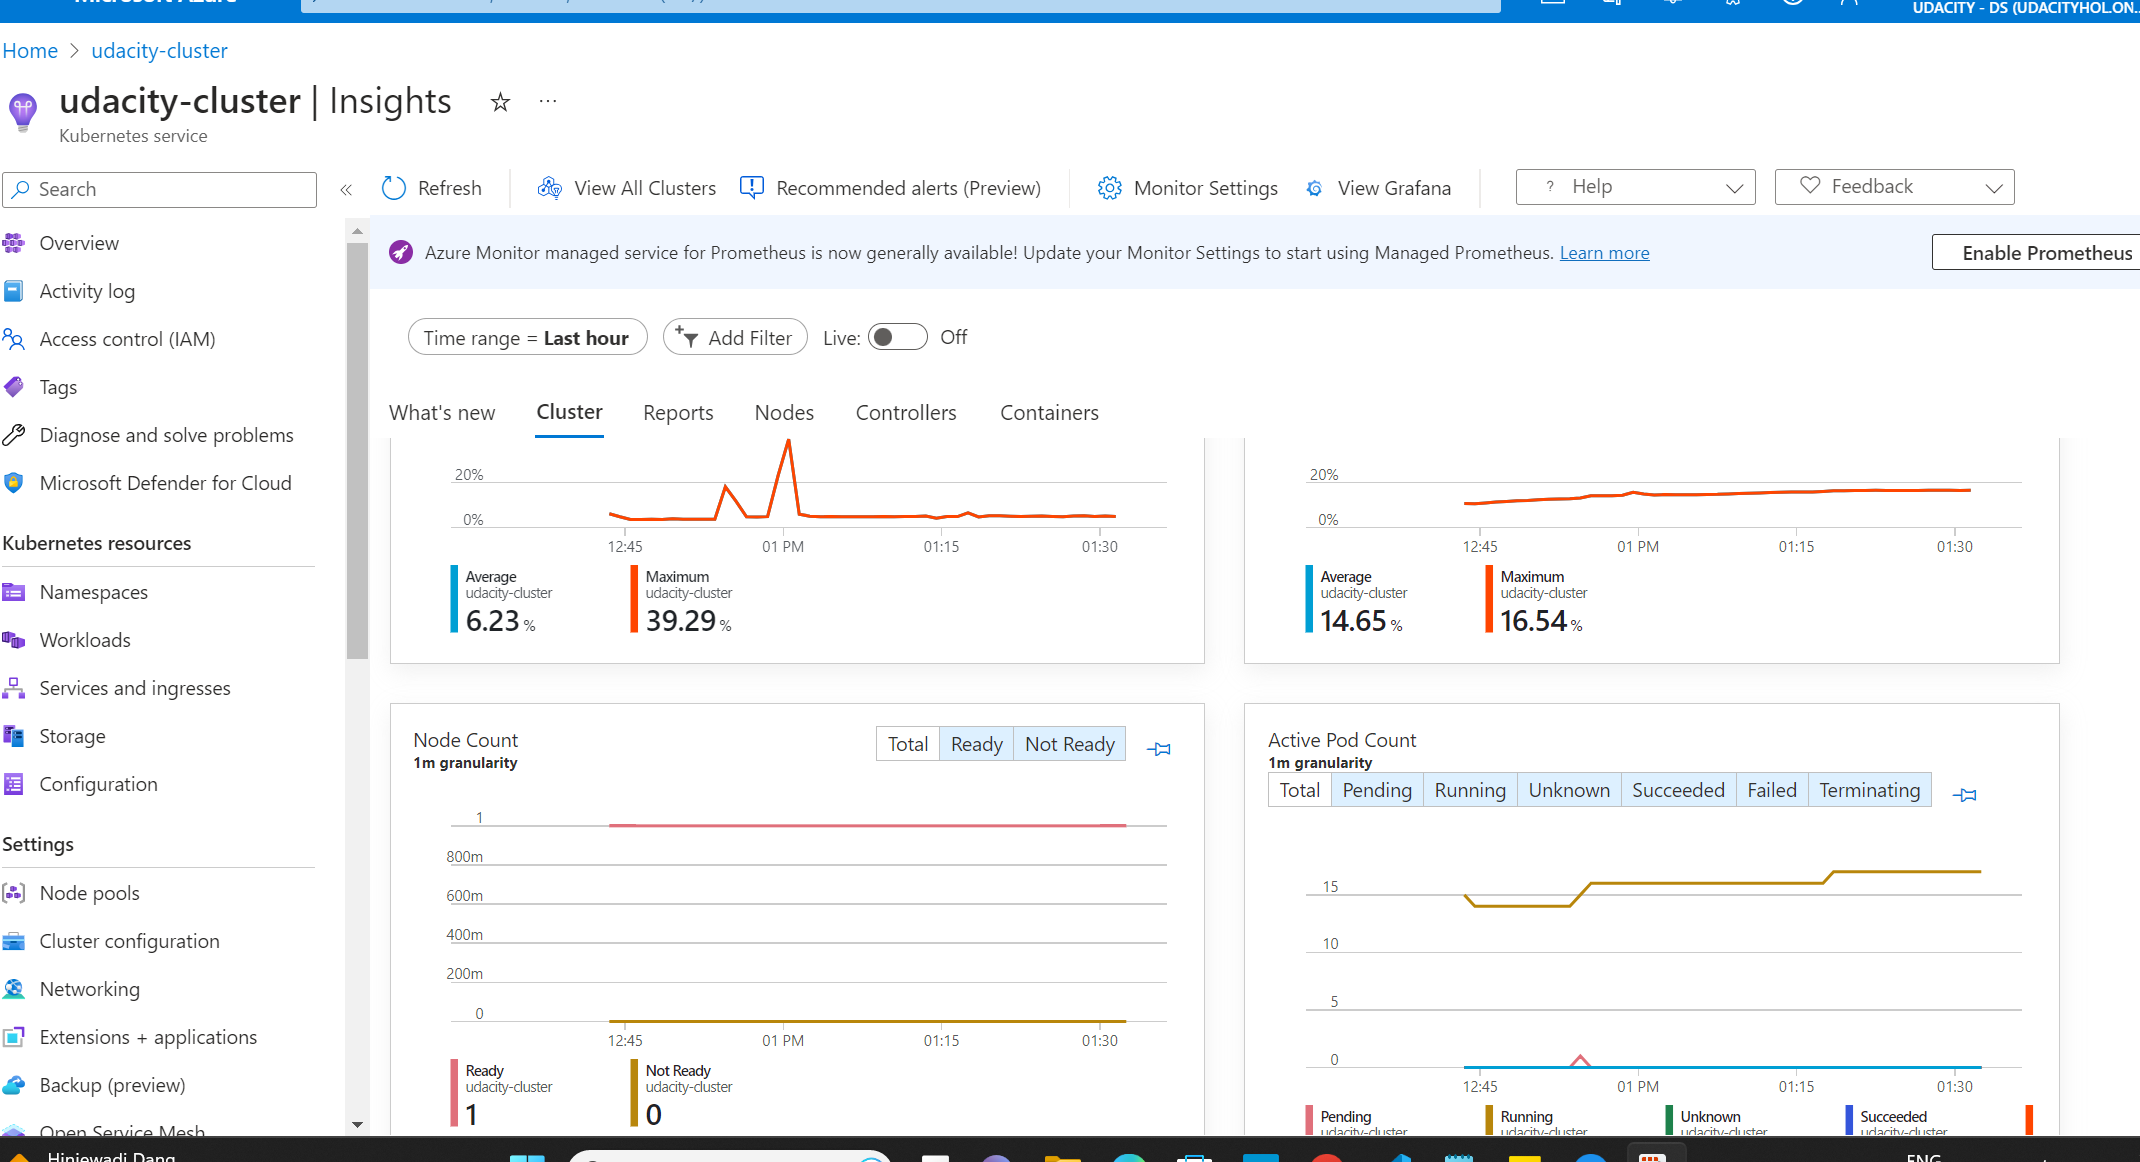 Microsoft Azure
UDACITY - DS (UDACITYHOL.ON...
Home > udacity-cluster
udacity-cluster | Insights
Kubernetes service
Search
Refresh
View All Clusters
Recommended alerts (Preview)
Monitor Settings
View Grafana
? Help
Feedback
Azure Monitor managed service for Prometheus is now generally available! Update your Monitor Settings to start using Managed Prometheus. Learn more
Enable Prometheus
Overview
Activity log
Access control (IAM)
Tags
Diagnose and solve problems
Microsoft Defender for Cloud
Kubernetes resources
Namespaces
Workloads
Services and ingresses
Storage
Configuration
Settings
Node pools
Cluster configuration
Networking
Extensions + applications
Backup (preview)
Open Service Mesh
Time range = Last hour
Add Filter
Live: Off
What's new
Cluster
Reports
Nodes
Controllers
Containers
20%
0%
12:45 01 PM 01:15 01:30
Average
udacity-cluster
6.23 %
Maximum
udacity-cluster
39.29 %
20%
0%
12:45 01 PM 01:15 01:30
Average
udacity-cluster
14.65 %
Maximum
udacity-cluster
16.54 %
Node Count
1m granularity
Total Ready Not Ready
1
800m
600m
400m
200m
0
12:45 01 PM 01:15 01:30
Ready
udacity-cluster
1
Not Ready
udacity-cluster
0
Active Pod Count
1m granularity
Total Pending Running Unknown Succeeded Failed Terminating
15
10
5
0
12:45 01 PM 01:15 01:30
Pending
udacity-cluster
Running
udacity-cluster
Unknown
udacity-cluster
Succeeded
udacity-cluster
Hinjewadi Dang
ENG